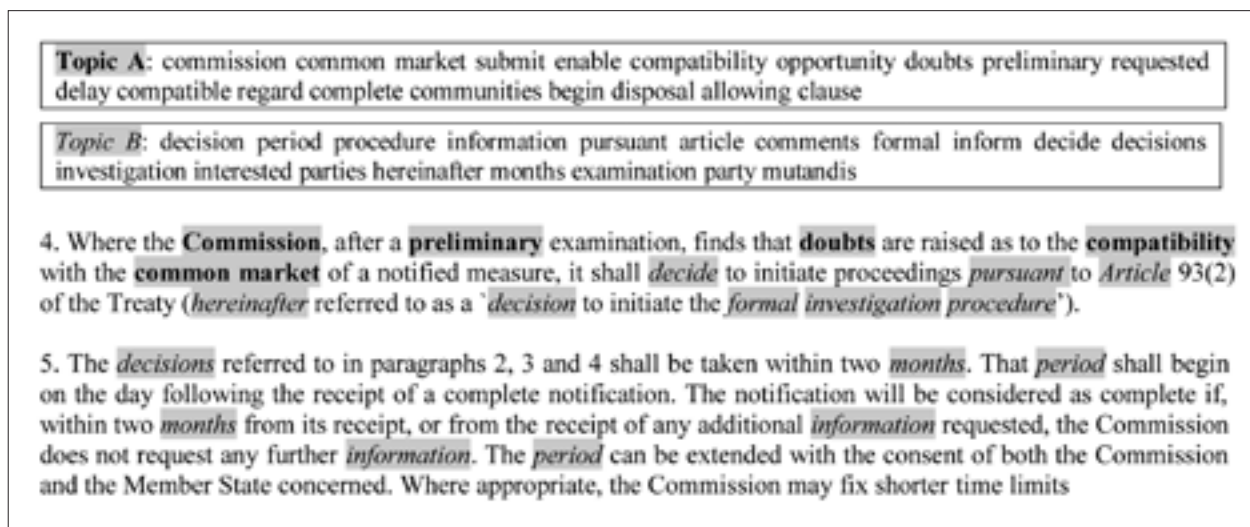 Topic A: commission common market submit enable compatibility opportunity doubts preliminary requested
delay compatible regard complete communities begin disposal allowing clause
Topic B: decision period procedure information pursuant article comments formal inform decide decisions
investigation interested parties hereinafter months examination party mutandis
4. Where the Commission, after a preliminary examination, finds that doubts are raised as to the compatibility
with the common market of a notified measure, it shall decide to initiate proceedings pursuant to Article 93(2)
of the Treaty (hereinafter referred to as a `decision to initiate the formal investigation procedure').
5. The decisions referred to in paragraphs 2, 3 and 4 shall be taken within two months. That period shall begin
on the day following the receipt of a complete notification. The notification will be considered as complete if,
within two months from its receipt, or from the receipt of any additional information requested, the Commission
does not request any further information. The period can be extended with the consent of both the Commission
and the Member State concerned. Where appropriate, the Commission may fix shorter time limits